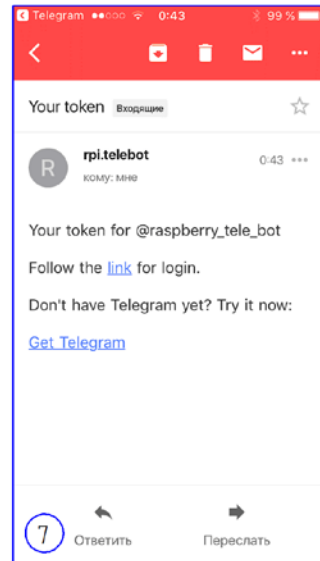 Telegram 0:43 99 %
Your token Входящие
R
rpi.telebot 0:43
кому: мне
Your token for @raspberry_tele_bot
Follow the link for login.
Don't have Telegram yet? Try it now:
Get Telegram
7
Ответить Переслать